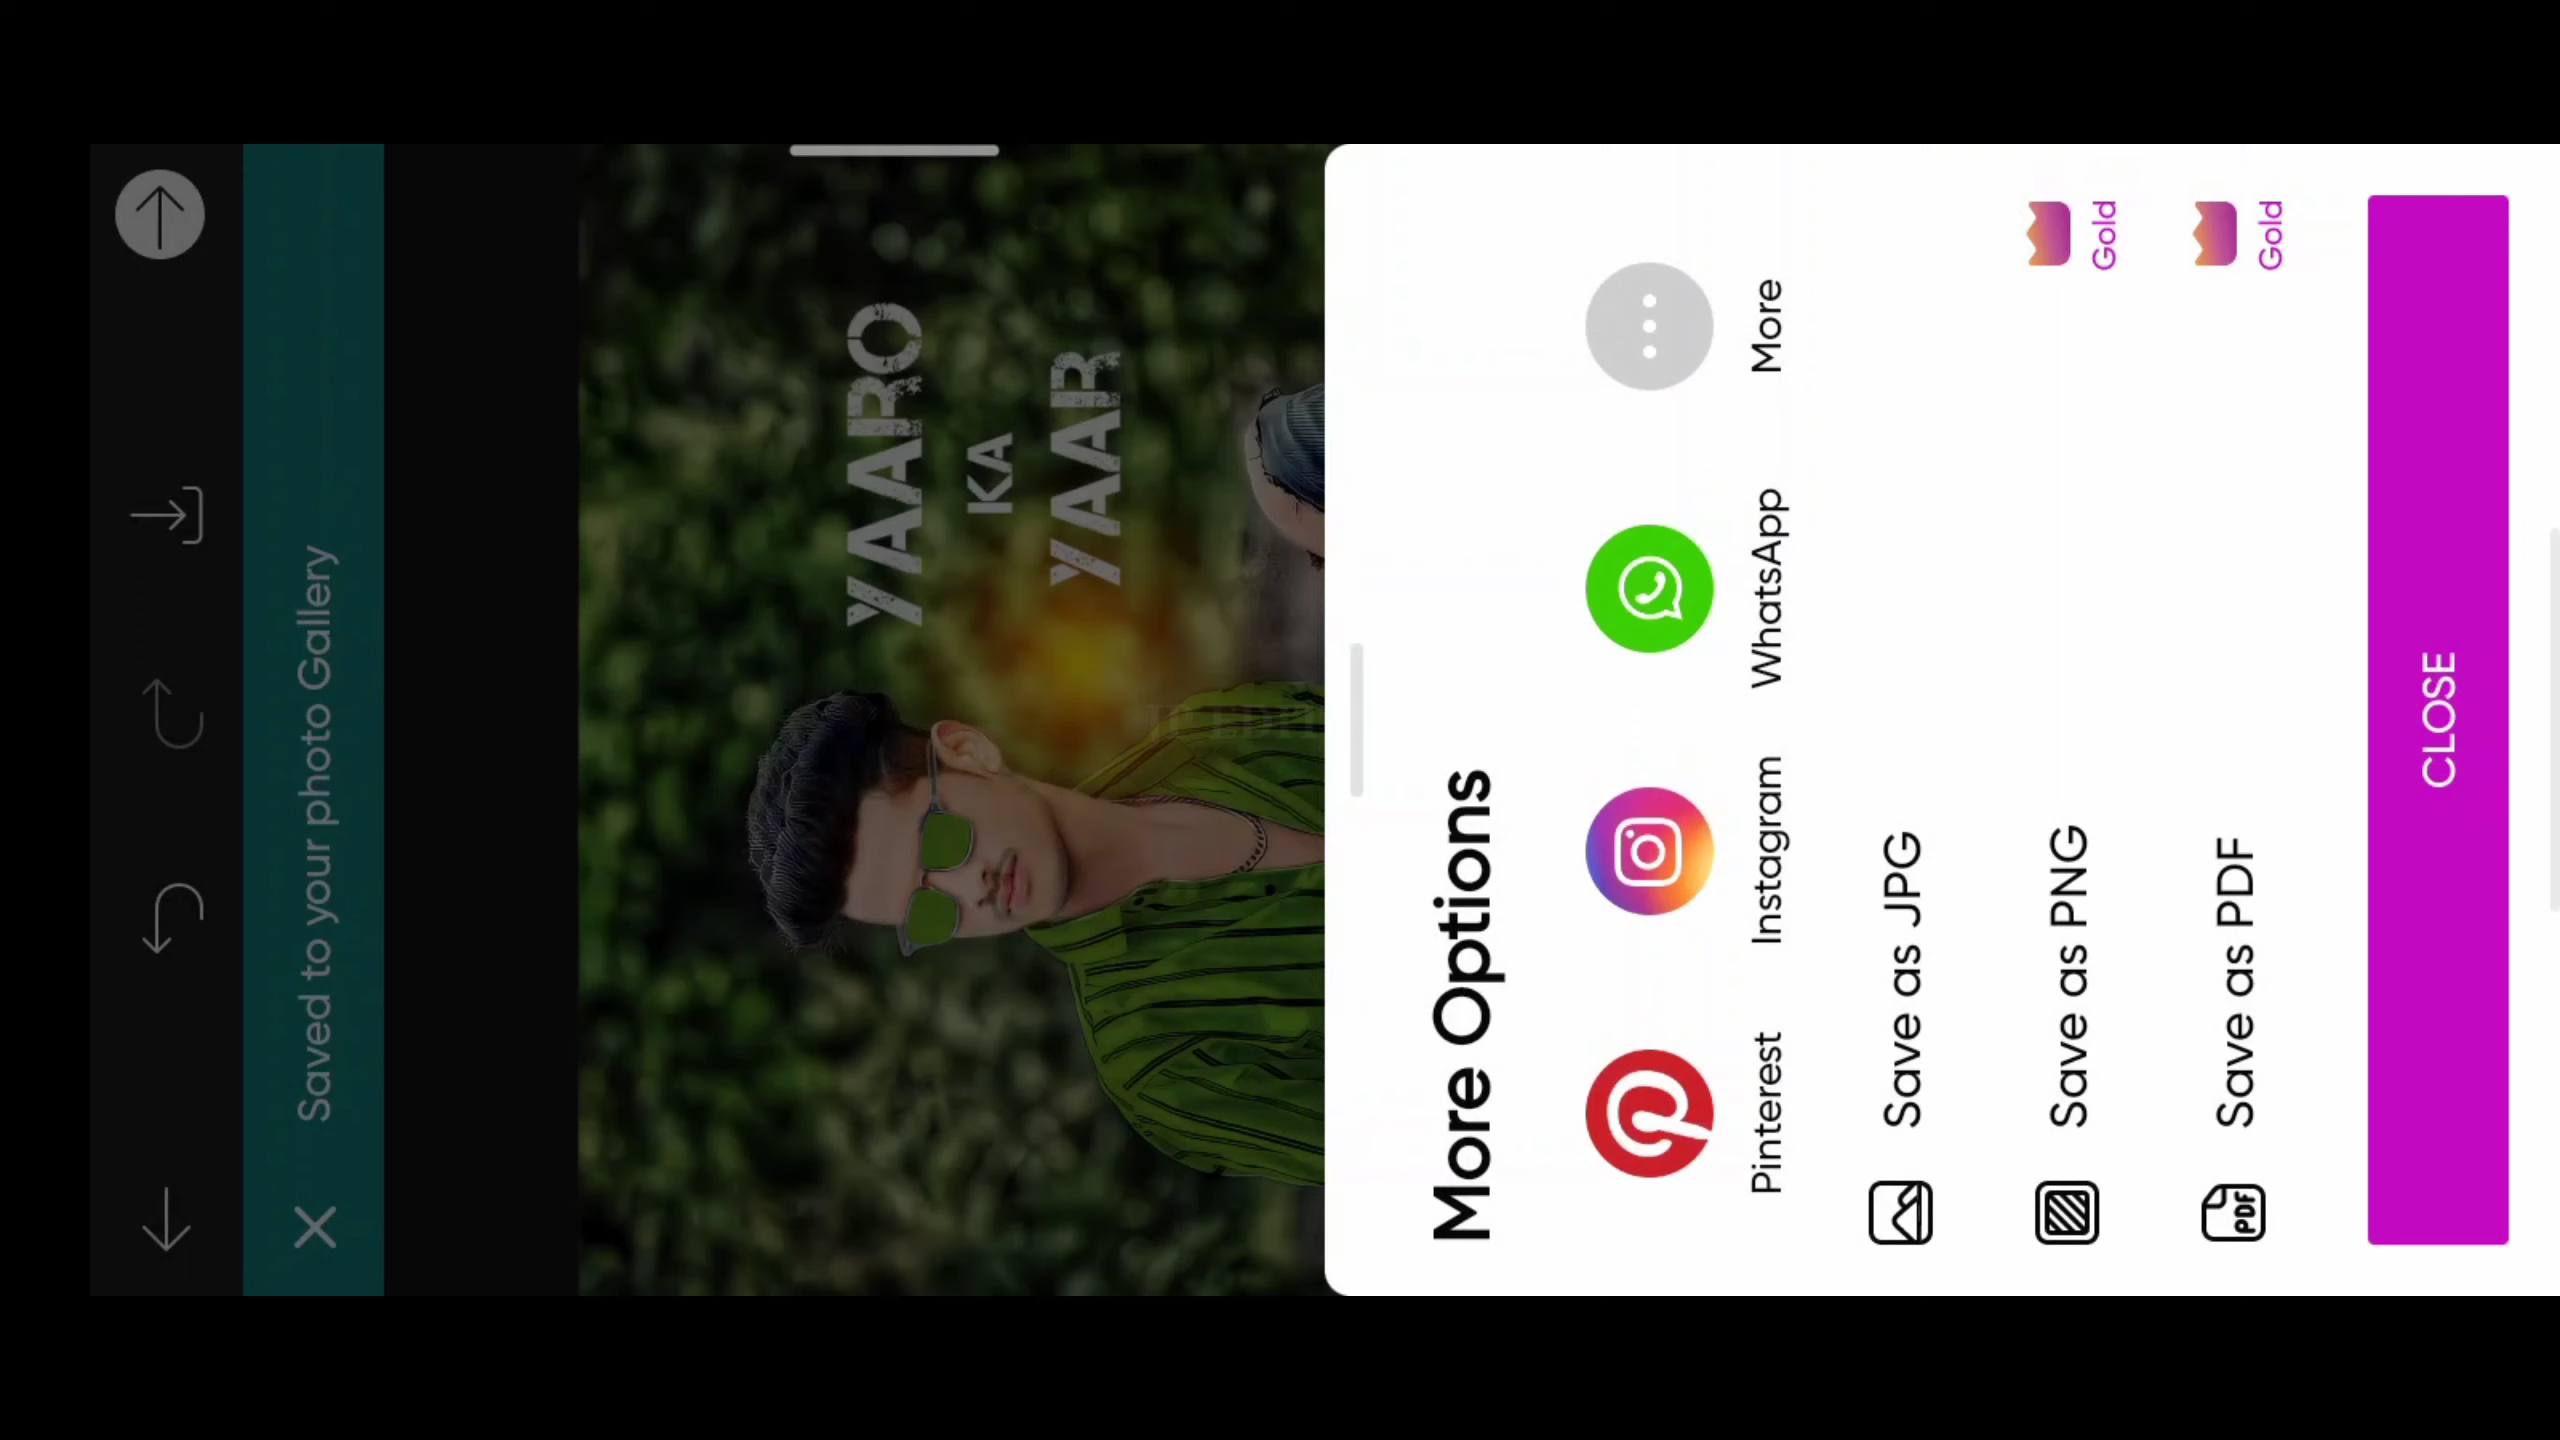 Saved to your photo Gallery
YAARO
KA
YAAR
More Options
Pinterest
Instagram
WhatsApp
More
Save as JPG
Save as PNG
Gold
PDF
Save as PDF
Gold
CLOSE